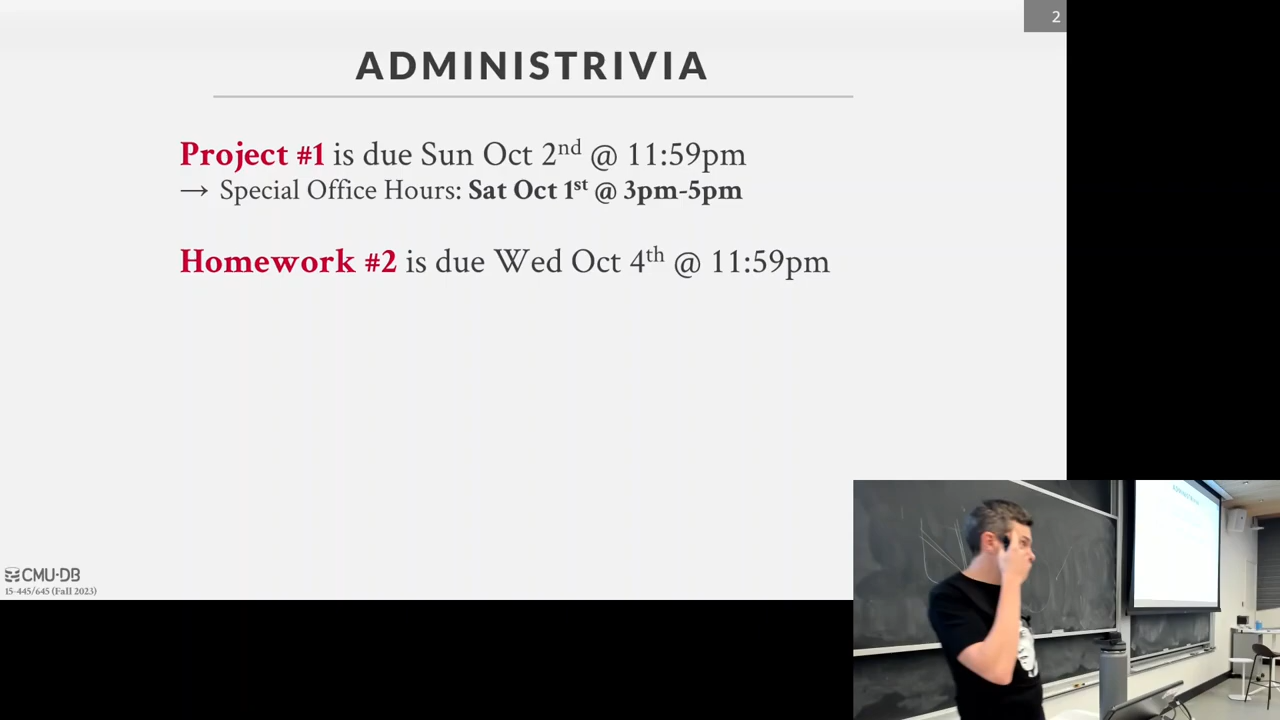 2
ADMINISTRIVIA
Project #1 is due Sun Oct 2nd @ 11:59pm
→ Special Office Hours: Sat Oct 1st @ 3pm-5pm
Homework #2 is due Wed Oct 4th @ 11:59pm
CMU·DB
15-445/645 (Fall 2023)
ADMINISTRIVIA